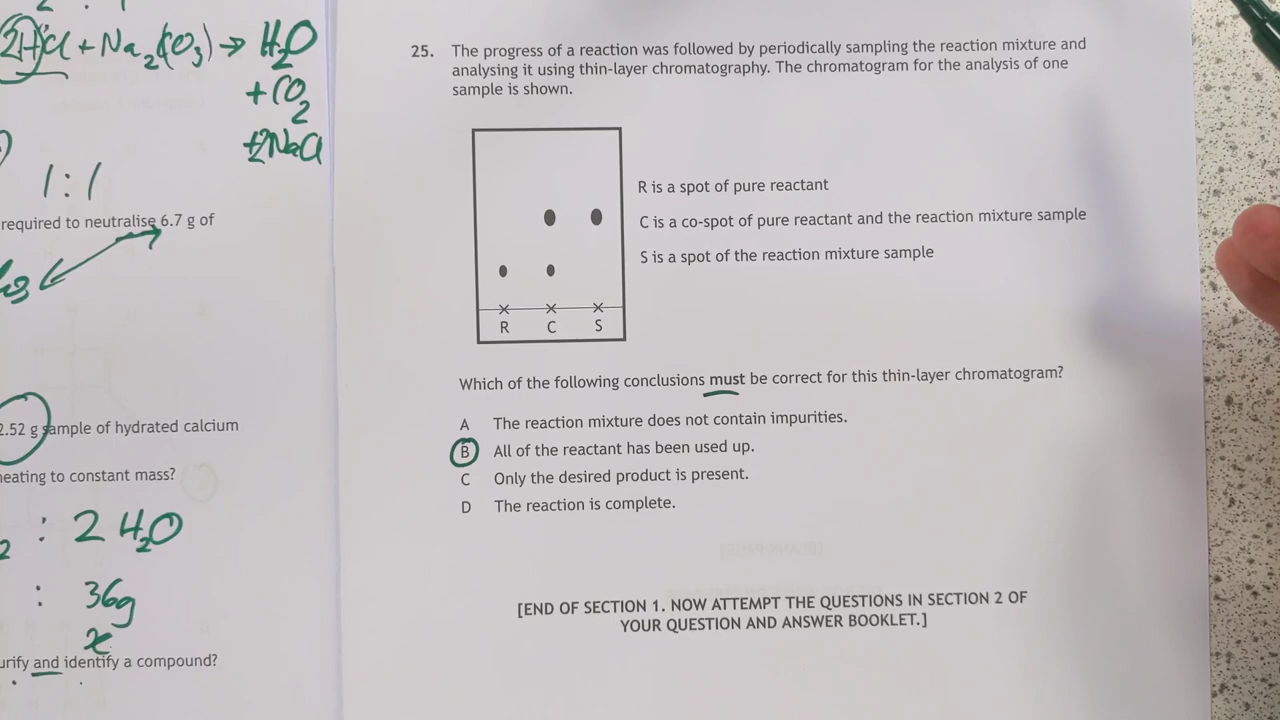 2HCl + Na2CO3 → H2O
+ CO2
+2NaCl
1:1
required to neutralise 6.7 g of
2.52 g sample of hydrated calcium
heating to constant mass?
: 2 H2O
: 36g
x
and identify a compound?
25. The progress of a reaction was followed by periodically sampling the reaction mixture and
analysing it using thin-layer chromatography. The chromatogram for the analysis of one
sample is shown.
R is a spot of pure reactant
C is a co-spot of pure reactant and the reaction mixture sample
S is a spot of the reaction mixture sample
R C S
Which of the following conclusions must be correct for this thin-layer chromatogram?
A The reaction mixture does not contain impurities.
B All of the reactant has been used up.
C Only the desired product is present.
D The reaction is complete.
[END OF SECTION 1. NOW ATTEMPT THE QUESTIONS IN SECTION 2 OF
YOUR QUESTION AND ANSWER BOOKLET.]